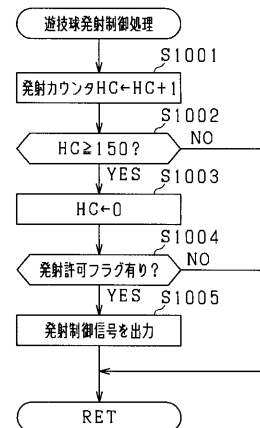 遊技球発射制御処理
S1001
発射カウンタHC←HC+1
S1002
HC≧150?
NO
YES
S1003
HC←0
S1004
発射許可フラグ有り?
NO
YES
S1005
発射制御信号を出力
RET